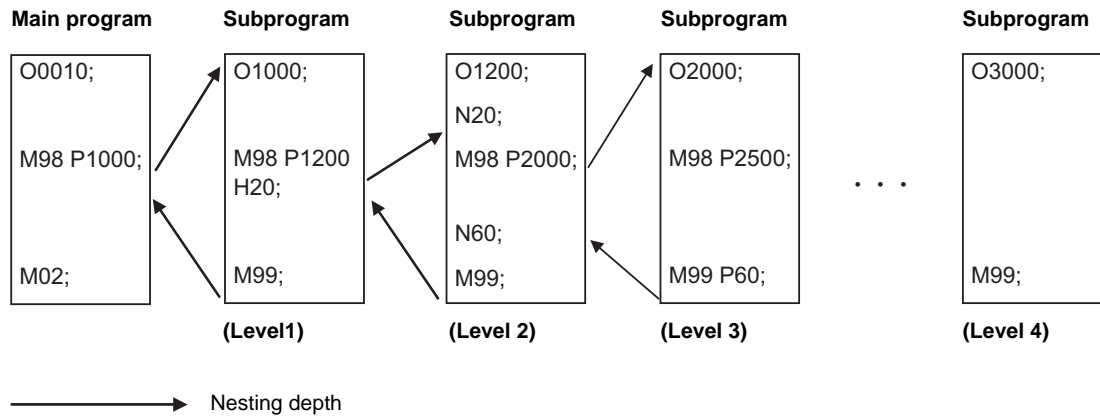 Main program
O0010;
M98 P1000;
M02;
Subprogram
O1000;
M98 P1200
H20;
M99;
(Level1)
Subprogram
O1200;
N20;
M98 P2000;
N60;
M99;
(Level 2)
Subprogram
O2000;
M98 P2500;
M99 P60;
(Level 3)
. . .
Subprogram
O3000;
M99;
(Level 4)
Nesting depth